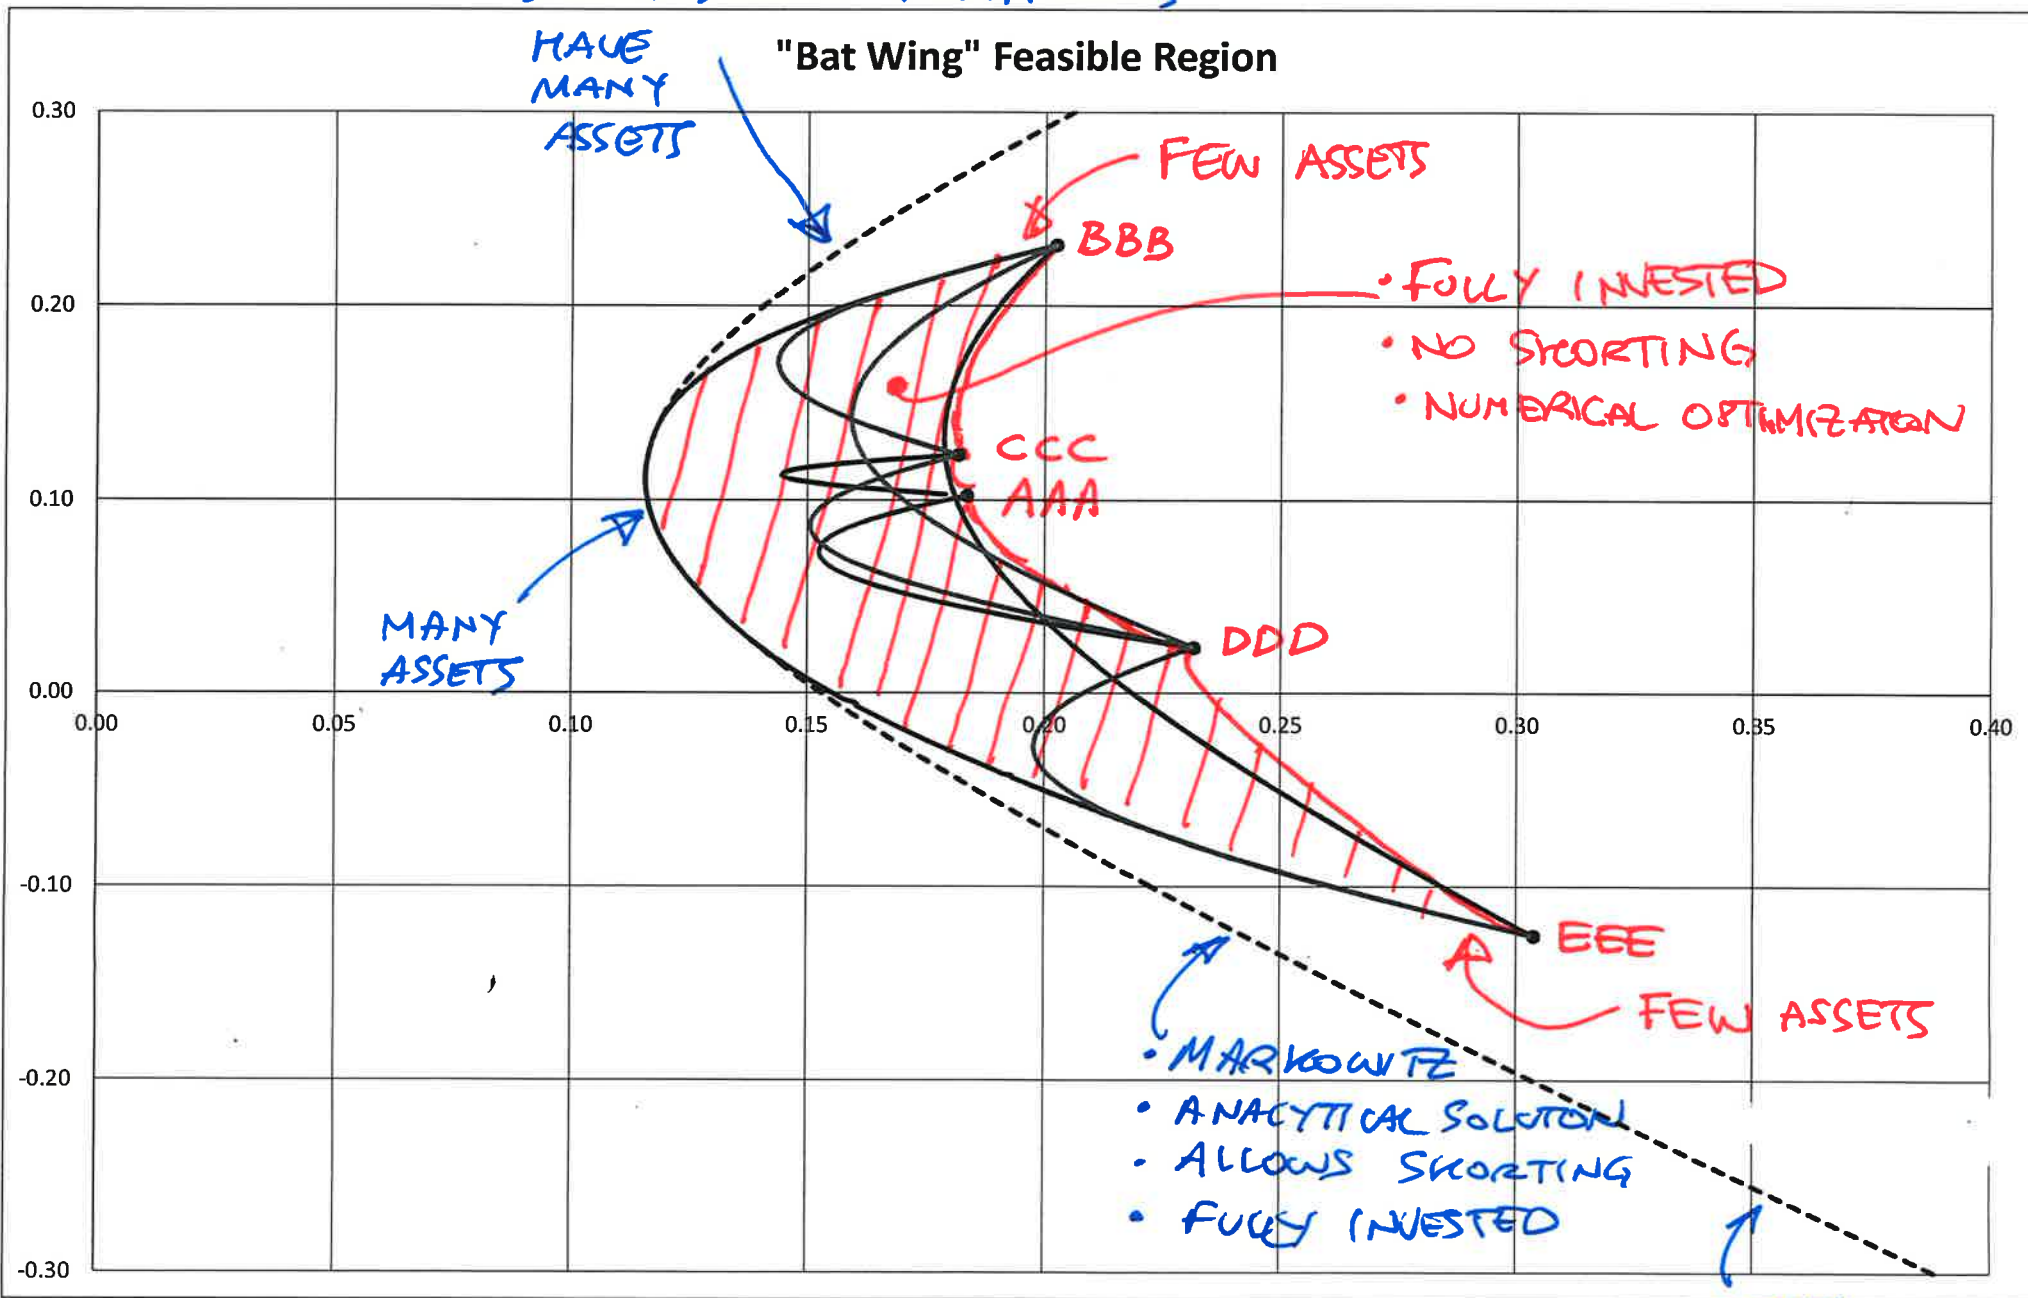 "Bat Wing" Feasible Region
HAVE
MANY
ASSETS
FEW ASSETS
BBB
• FULLY INVESTED
• NO SHORTING
• NUMERICAL OPTIMIZATION
CCC
AAA
MANY
ASSETS
DDD
EEE
FEW ASSETS
• MARKOWITZ
• ANALYTICAL SOLUTION
• ALLOWS SHORTING
• FULLY INVESTED
0.30
0.20
0.10
0.00
-0.10
-0.20
-0.30
0.00 0.05 0.10 0.15 0.20 0.25 0.30 0.35 0.40